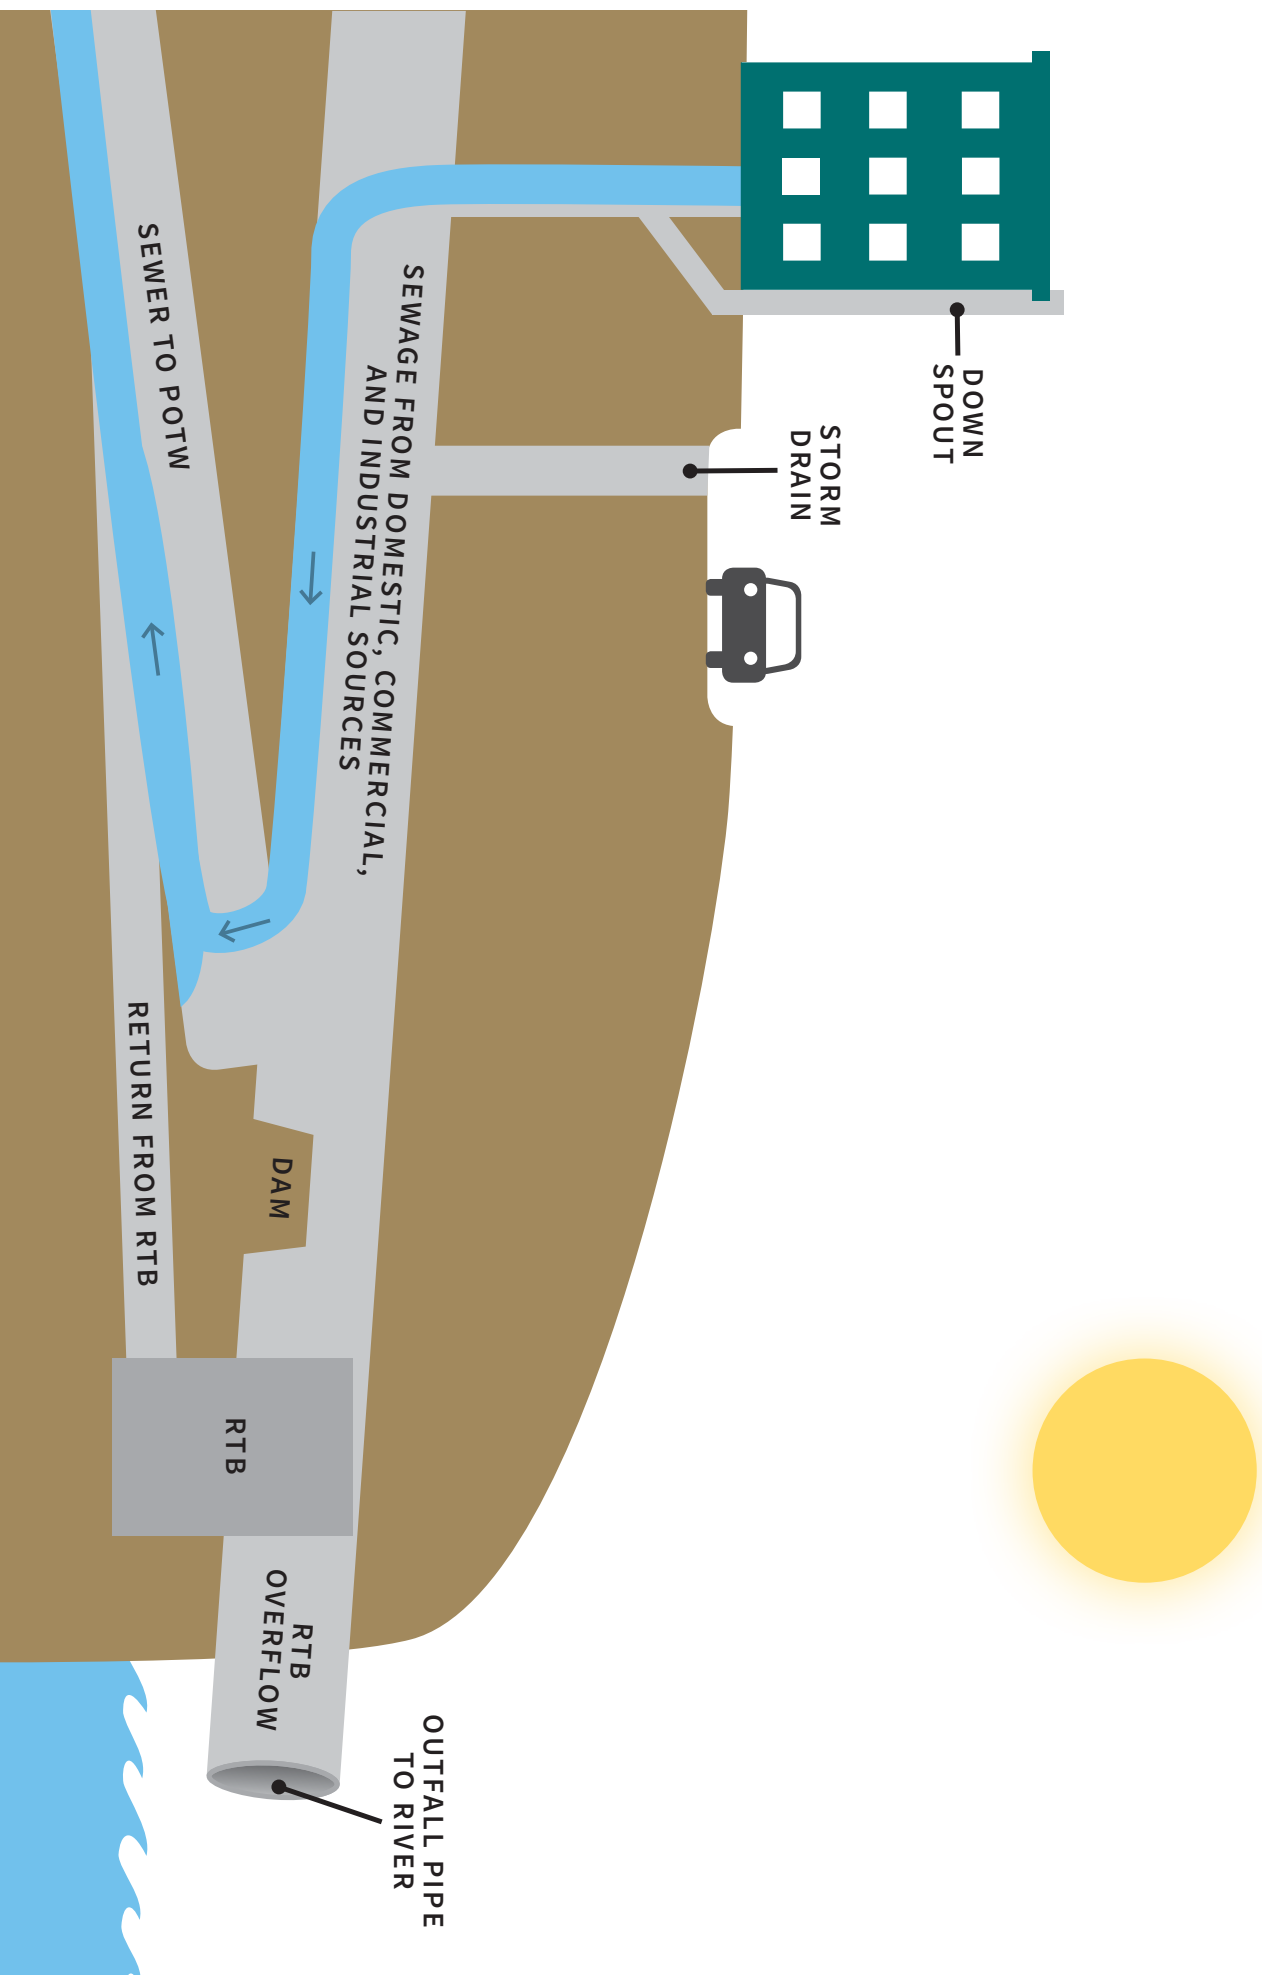 DOWN
SPOUT
STORM
DRAIN
SEWAGE FROM DOMESTIC, COMMERCIAL,
AND INDUSTRIAL SOURCES
SEWER TO POTW
RETURN FROM RTB
DAM
RTB
RTB
OVERFLOW
OUTFALL PIPE
TO RIVER